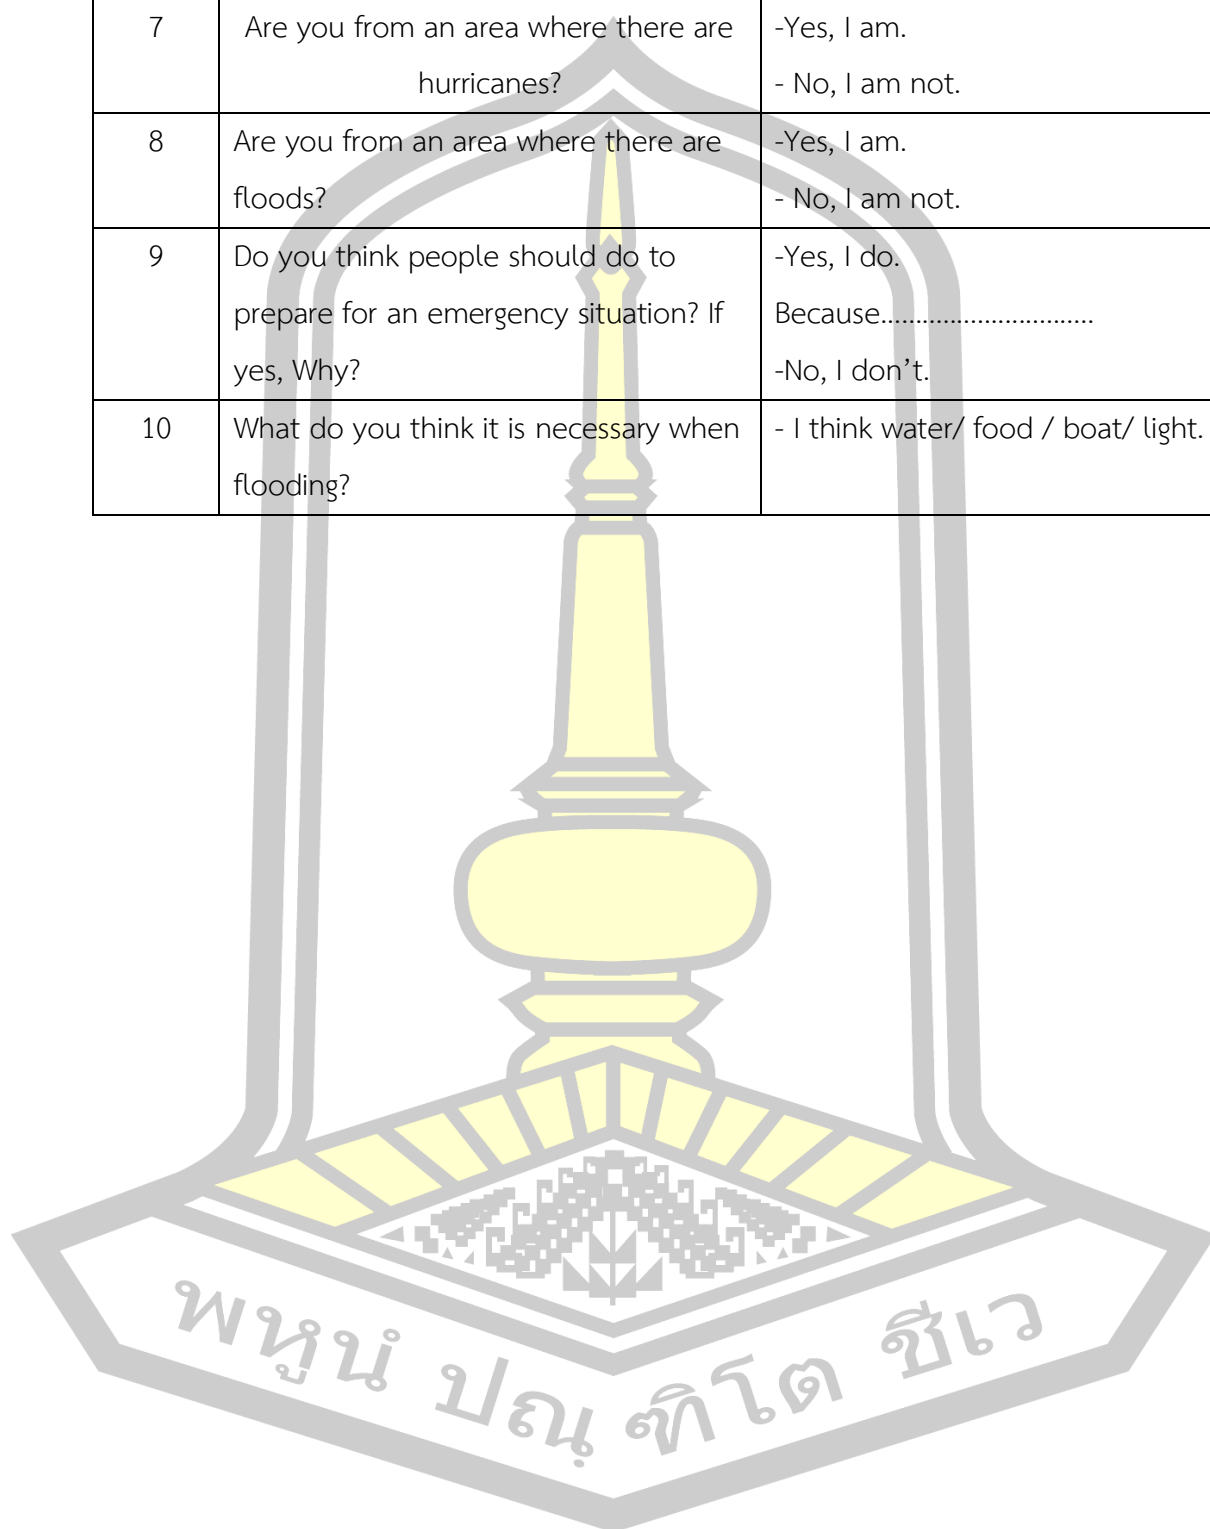 7 Are you from an area where there are -Yes, I am.
hurricanes? - No, I am not.
8 Are you from an area where there are -Yes, I am.
floods? - No, I am not.
9 Do you think people should do to -Yes, I do.
prepare for an emergency situation? If Because..............................
yes, Why? -No, I don’t.
10 What do you think it is necessary when - I think water/ food / boat/ light.
flooding?
พหูนํ ปณฺฑิโต ชีเว